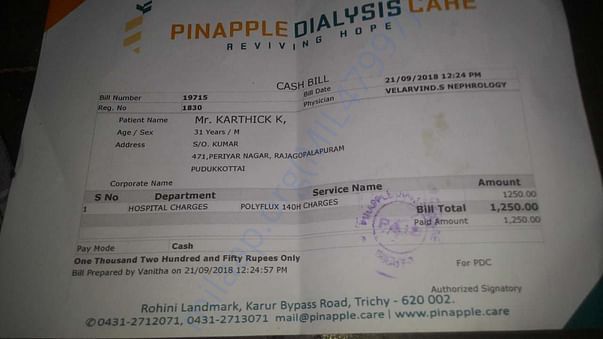 PINAPPLE DIALYSIS CARE
REVIVING HOPE
CASH BILL
Bill Number 19715 Bill Date 21/09/2018 12:24 PM
Reg. No 1830 Physician VELARVIND.S NEPHROLOGY
Patient Name Mr. KARTHICK K,
Age / Sex 31 Years / M
Address S/O. KUMAR
471,PERIYAR NAGAR, RAJAGOPALAPURAM
PUDUKKOTTAI
Corporate Name
S No Department Service Name Amount
1 HOSPITAL CHARGES POLYFLUX 140H CHARGES 1250.00
Bill Total 1,250.00
Paid Amount 1,250.00
PINAPPLE
PAID
Pay Mode Cash
One Thousand Two Hundred and Fifty Rupees Only
Bill Prepared by Vanitha on 21/09/2018 12:24:57 PM
For PDC
Authorized Signatory
Rohini Landmark, Karur Bypass Road, Trichy - 620 002.
✆0431-2712071, 0431-2713071 mail@pinapple.care | www.pinapple.care